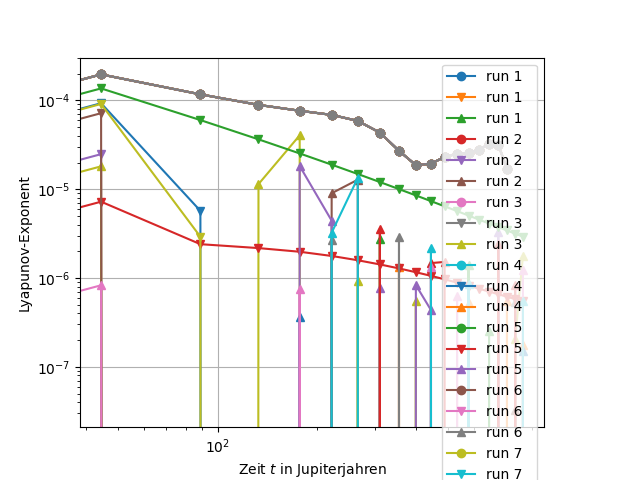 Lyapunov-Exponent
10⁻⁴
10⁻⁵
10⁻⁶
10⁻⁷
10²
Zeit t in Jupiterjahren
run 1
run 1
run 1
run 2
run 2
run 2
run 3
run 3
run 3
run 4
run 4
run 4
run 5
run 5
run 5
run 6
run 6
run 6
run 7
run 7